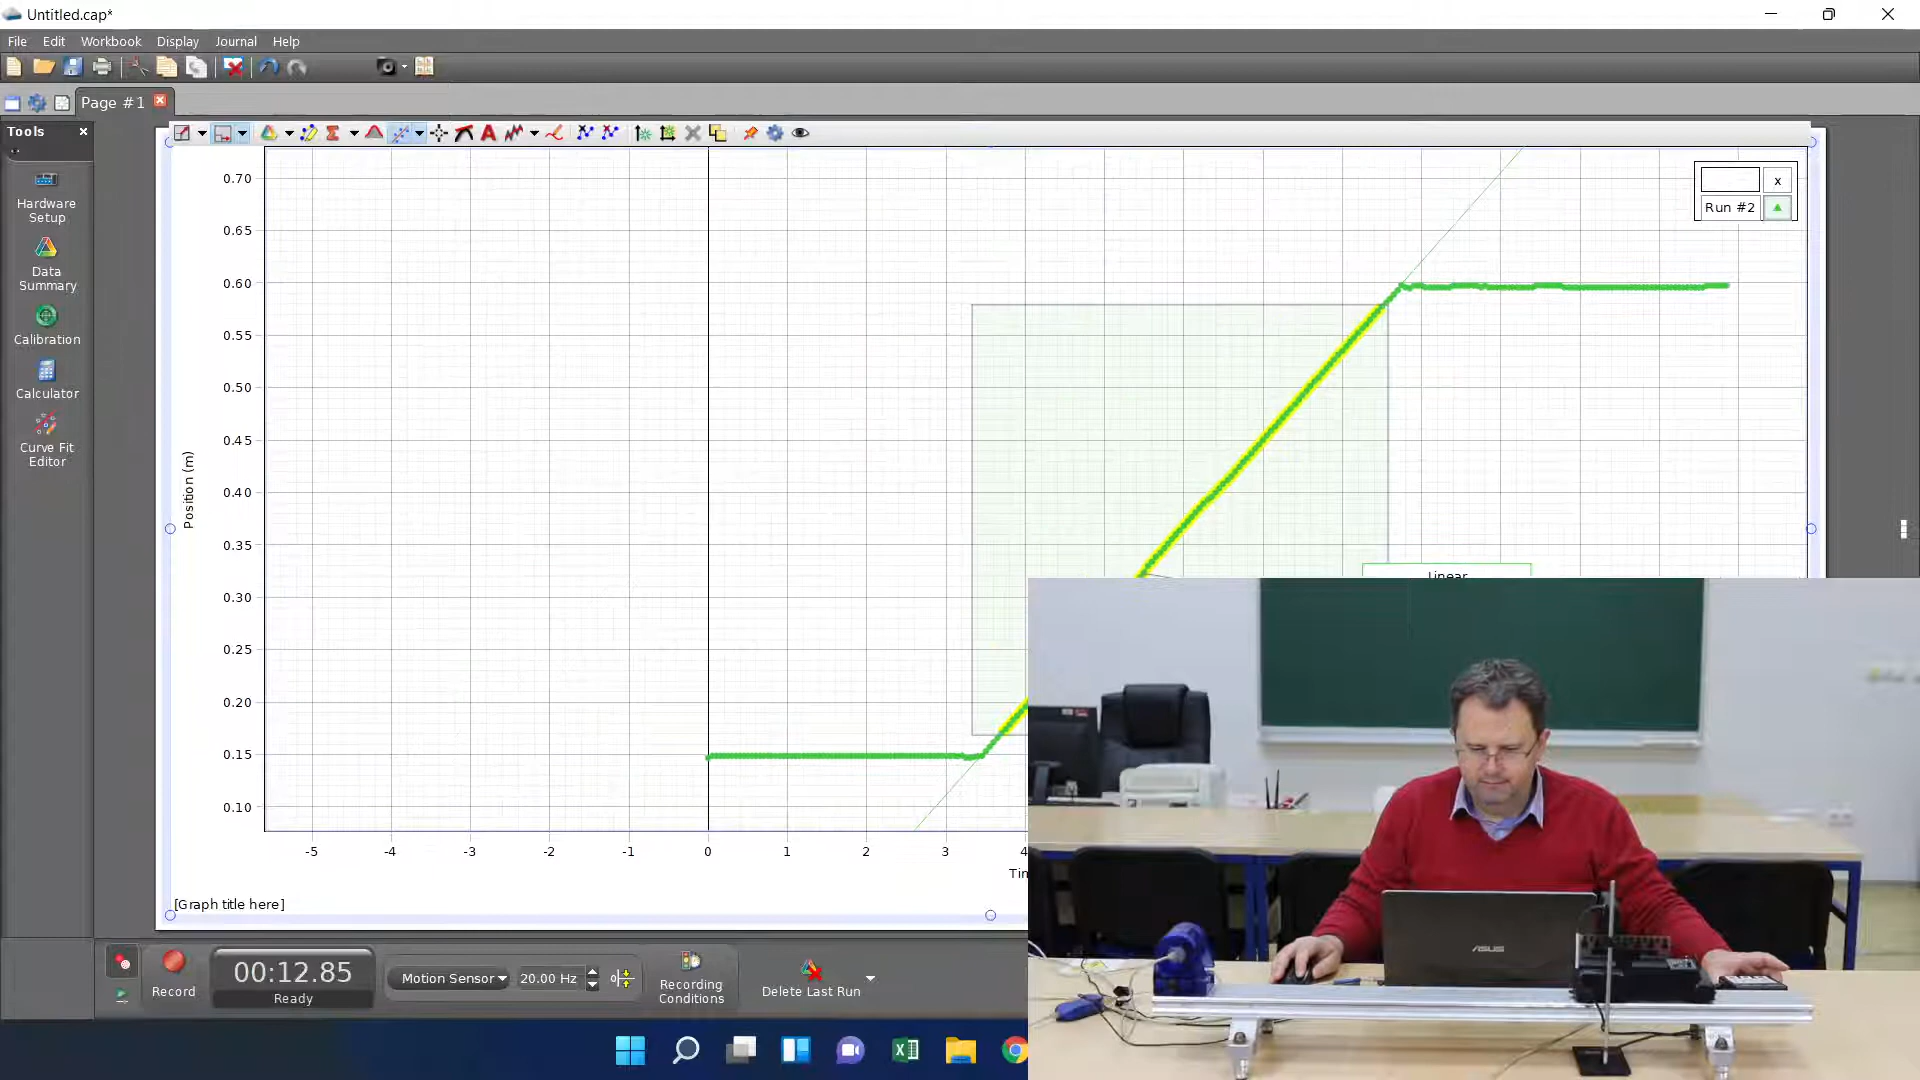 Untitled.cap*
File Edit Workbook Display Journal Help
Page #1
Tools
Hardware
Setup
Data
Summary
Calibration
Calculator
Curve Fit
Editor
Position (m)
0.70
0.65
0.60
0.55
0.50
0.45
0.40
0.35
0.30
0.25
0.20
0.15
0.10
x
Run #2
Linear
-5 -4 -3 -2 -1 0 1 2 3 4
Tim
[Graph title here]
Record
00:12.85
Ready
Motion Sensor
20.00 Hz
Recording
Conditions
Delete Last Run
ASUS